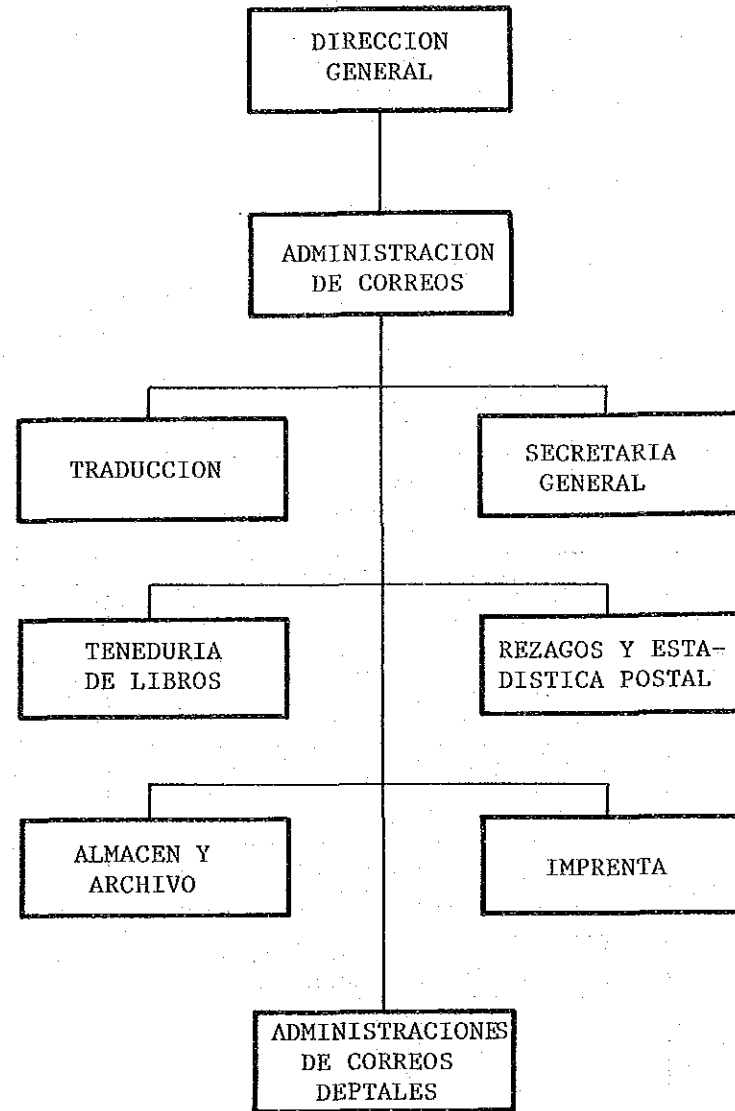 DIRECCION
GENERAL
ADMINISTRACION
DE CORREOS
TRADUCCION
SECRETARIA
GENERAL
TENEDURIA
DE LIBROS
REZAGOS Y ESTA-
DISTICA POSTAL
ALMACEN Y
ARCHIVO
IMPRENTA
ADMINISTRACIONES
DE CORREOS
DEPTALES